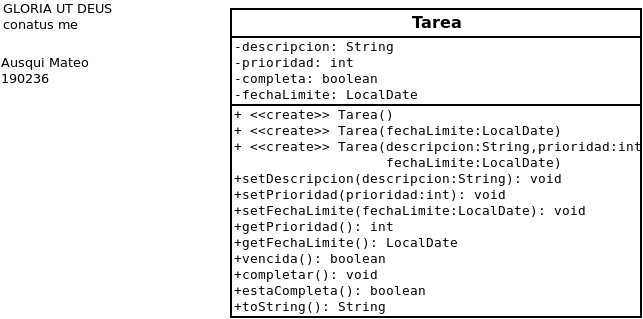 GLORIA UT DEUS
conatus me
Ausqui Mateo
190236
Tarea
-descripcion: String
-prioridad: int
-completa: boolean
-fechaLimite: LocalDate
+ <<create>> Tarea()
+ <<create>> Tarea(fechaLimite:LocalDate)
+ <<create>> Tarea(descripcion:String,prioridad:int
fechaLimite:LocalDate)
+setDescripcion(descripcion:String): void
+setPrioridad(prioridad:int): void
+setFechaLimite(fechaLimite:LocalDate): void
+getPrioridad(): int
+getFechaLimite(): LocalDate
+vencida(): boolean
+completar(): void
+estaCompleta(): boolean
+toString(): String